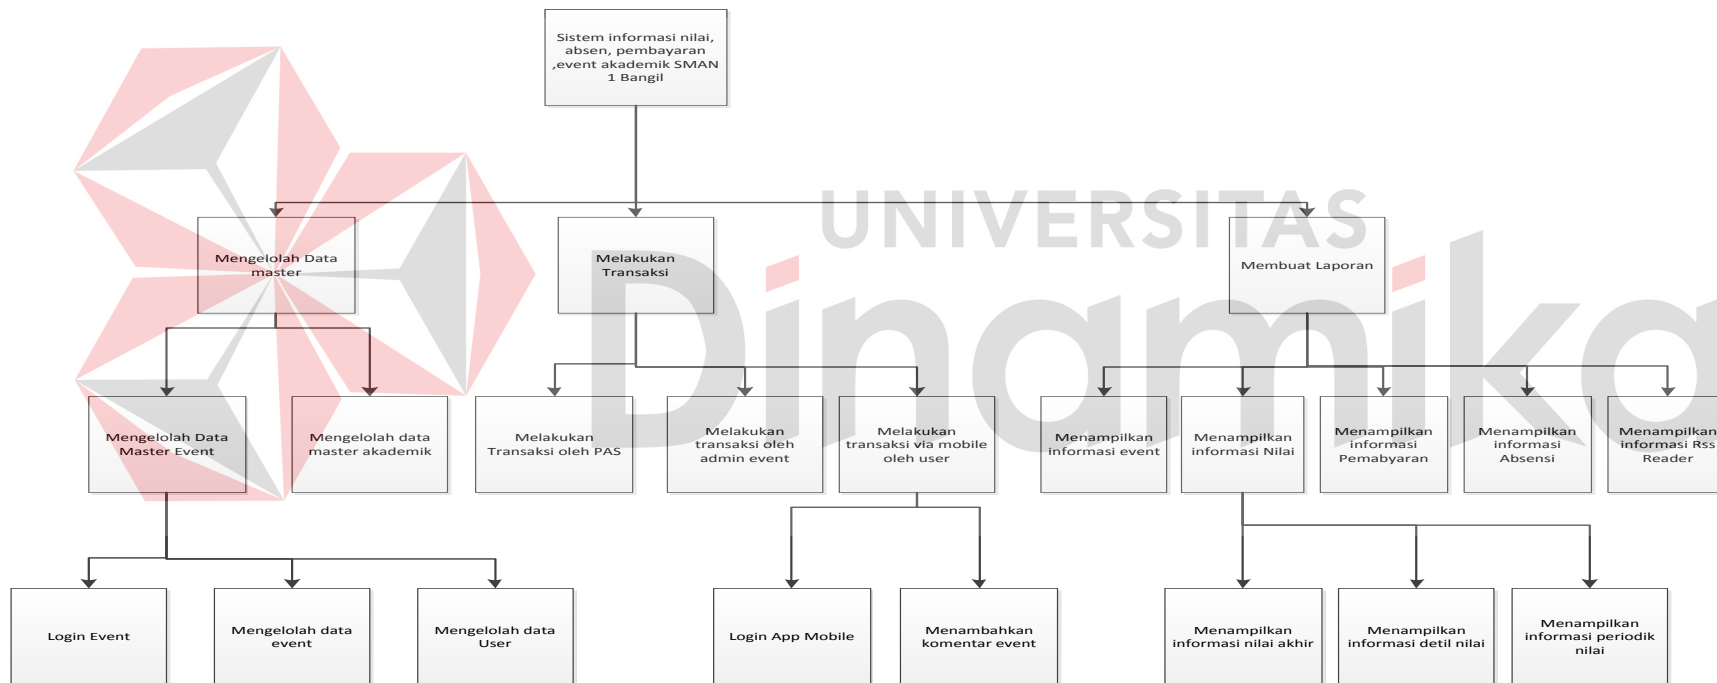 Sistem informasi nilai,
absen, pembayaran
,event akademik SMAN
1 Bangil
UNIVERSITAS
Dinamika
Mengelolah Data
master
Melakukan
Transaksi
Membuat Laporan
Mengelolah Data
Master Event
Mengelolah data
master akademik
Melakukan
Transaksi oleh PAS
Melakukan
transaksi oleh
admin event
Melakukan
transaksi via mobile
oleh user
Menampilkan
informasi event
Menampilkan
informasi Nilai
Menampilkan
informasi
Pemabyaran
Menampilkan
informasi
Absensi
Menampilkan
informasi Rss
Reader
Login Event
Mengelolah data
event
Mengelolah data
User
Login App Mobile
Menambahkan
komentar event
Menampilkan
informasi nilai akhir
Menampilkan
informasi detil nilai
Menampilkan
informasi periodik
nilai